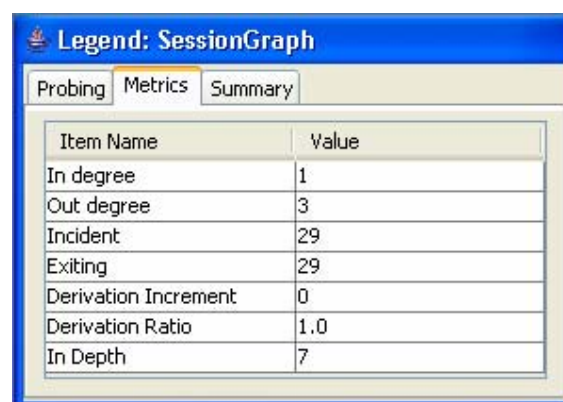 Legend: SessionGraph
Probing Metrics Summary
Item Name Value
In degree 1
Out degree 3
Incident 29
Exiting 29
Derivation Increment 0
Derivation Ratio 1.0
In Depth 7